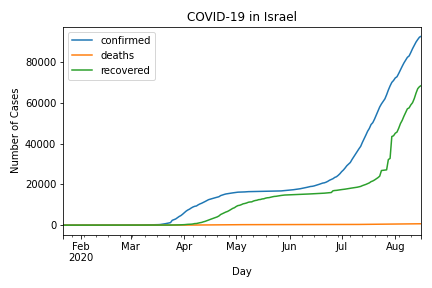 COVID-19 in Israel
confirmed
deaths
recovered
Number of Cases
80000
60000
40000
20000
0
Feb Mar Apr May Jun Jul Aug
2020
Day